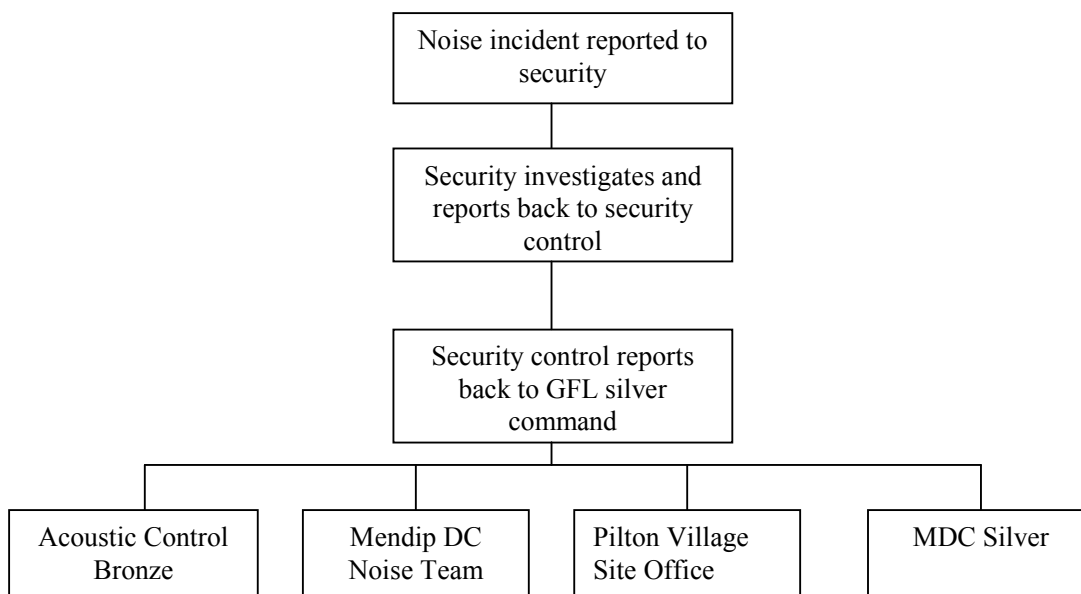 Noise incident reported to
security
Security investigates and
reports back to security
control
Security control reports
back to GFL silver
command
Acoustic Control
Bronze
Mendip DC
Noise Team
Pilton Village
Site Office
MDC Silver